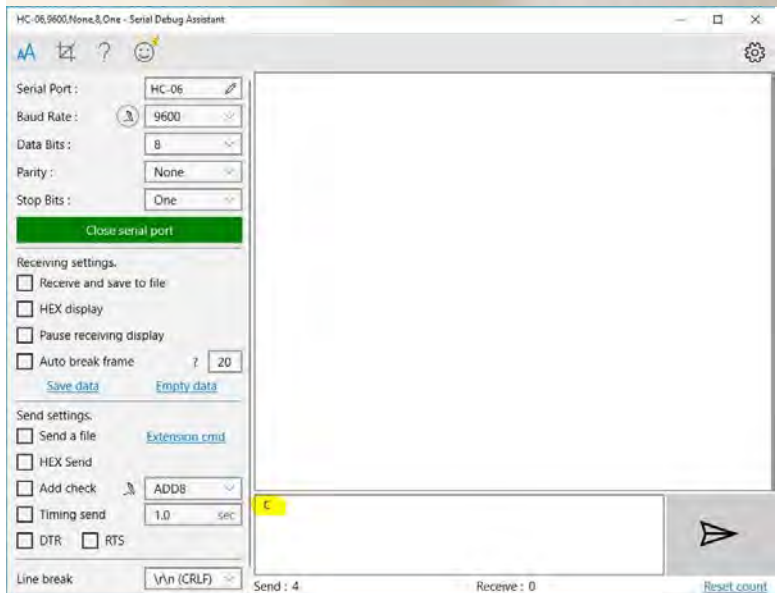 HC-06,9600,None,8,One - Serial Debug Assistant
AA ?
Serial Port : HC-06
Baud Rate : 9600
Data Bits : 8
Parity : None
Stop Bits : One
Close serial port
Receiving settings.
Receive and save to file
HEX display
Pause receiving display
Auto break frame ? 20
Save data Empty data
Send settings.
Send a file Extension cmd
HEX Send
Add check ADD8
Timing send 1.0 sec
DTR RTS
Line break \r\n (CRLF)
C
Send : 4 Receive : 0 Reset count